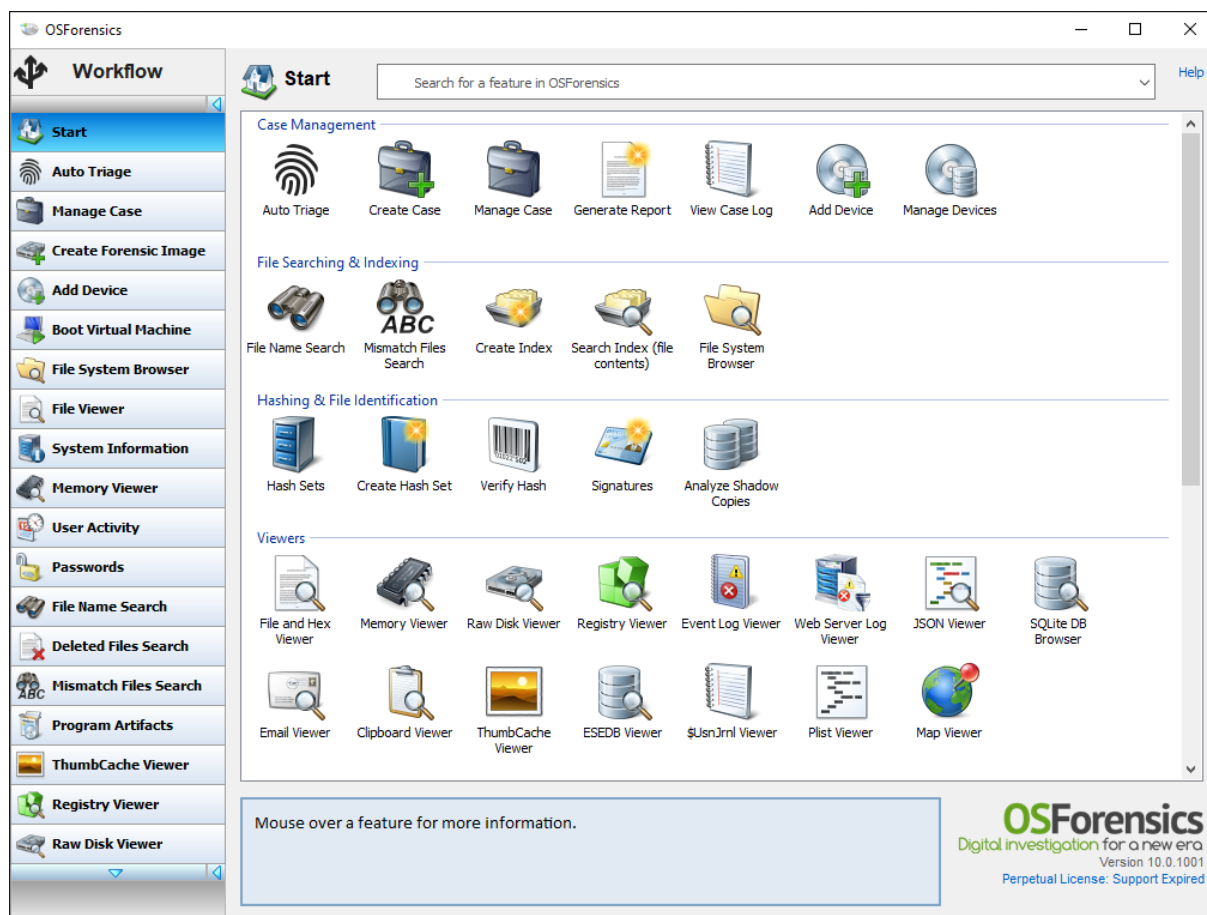 OSForensics
Workflow
Start
Auto Triage
Manage Case
Create Forensic Image
Add Device
Boot Virtual Machine
File System Browser
File Viewer
System Information
Memory Viewer
User Activity
Passwords
File Name Search
Deleted Files Search
ABC
Mismatch Files Search
Program Artifacts
ThumbCache Viewer
Registry Viewer
Raw Disk Viewer
Start
Search for a feature in OSForensics
Help
Case Management
Auto Triage
Create Case
Manage Case
Generate Report
View Case Log
Add Device
Manage Devices
File Searching & Indexing
ABC
File Name Search
Mismatch Files
Search
Create Index
Search Index (file
contents)
File System
Browser
Hashing & File Identification
Hash Sets
Create Hash Set
Verify Hash
Signatures
Analyze Shadow
Copies
Viewers
File and Hex
Viewer
Memory Viewer
Raw Disk Viewer
Registry Viewer
Event Log Viewer
Web Server Log
Viewer
JSON Viewer
SQLite DB
Browser
Email Viewer
Clipboard Viewer
ThumbCache
Viewer
ESEDB Viewer
$UsnJrnl Viewer
Plist Viewer
Map Viewer
Mouse over a feature for more information.
OSForensics
Digital investigation for a new era
Version 10.0.1001
Perpetual License: Support Expired